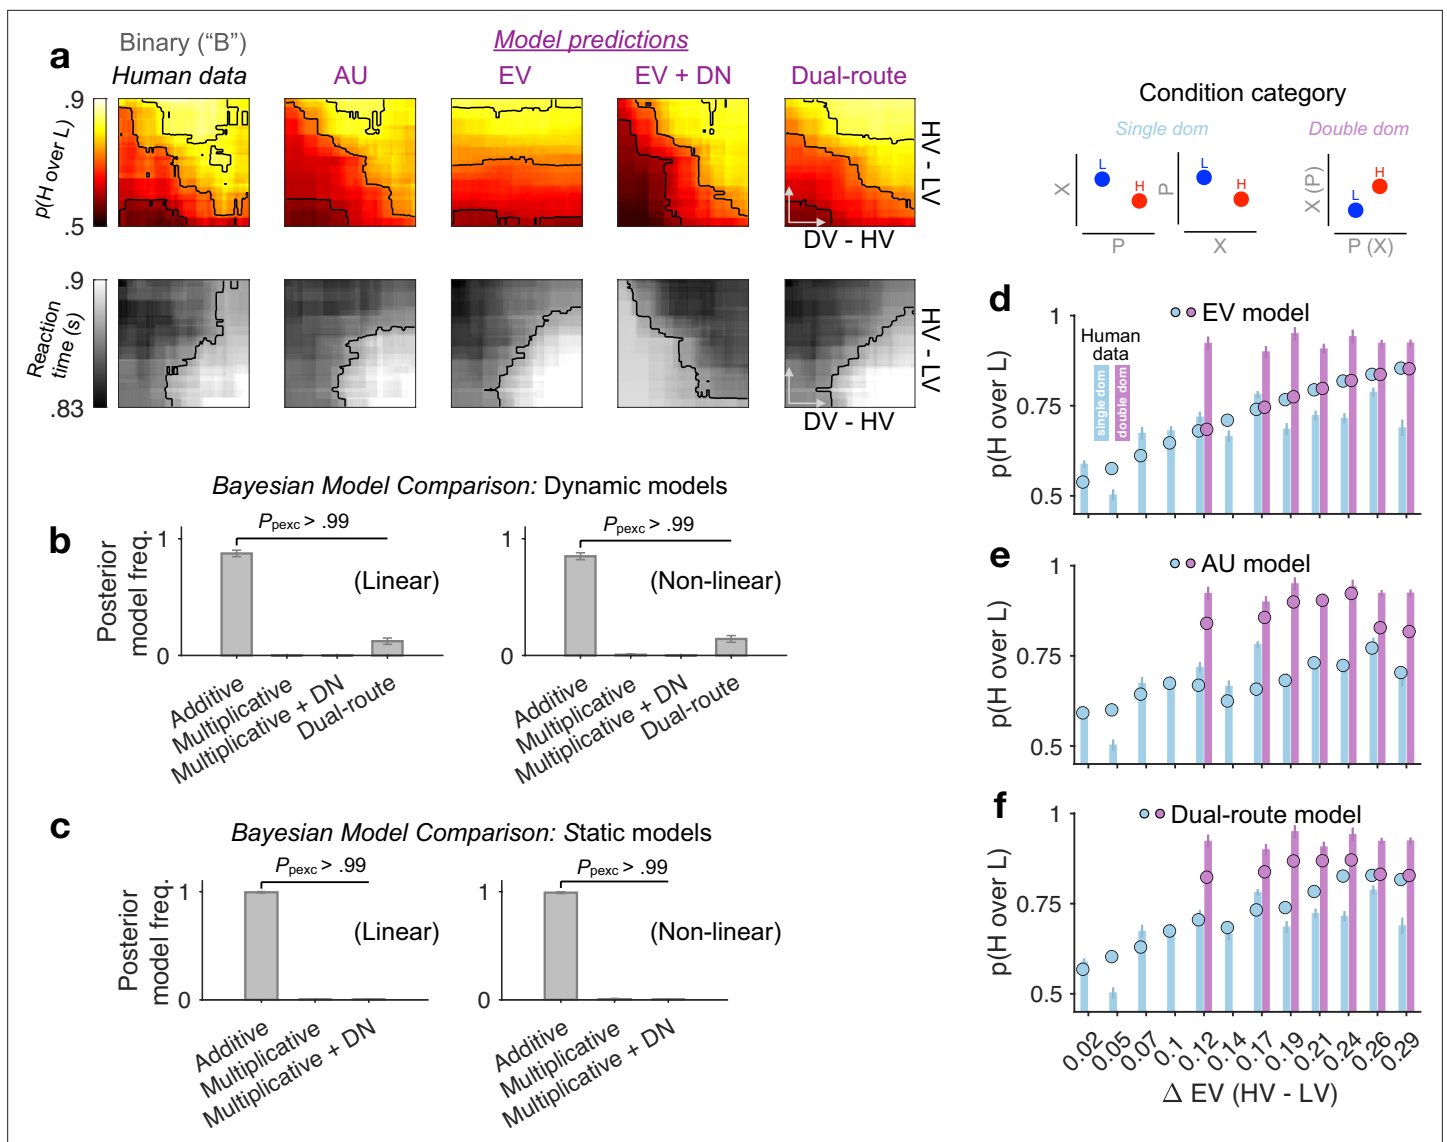 a
Binary (“B”)
Human data
Model predictions
AU
EV
EV + DN
Dual-route
.9
p(H over L)
.5
HV - LV
DV - HV
.9
Reaction
time (s)
.83
HV - LV
DV - HV
Condition category
Single dom
Double dom
X
L
H
P
P
L
H
X
X (P)
L
H
P (X)
b
Bayesian Model Comparison: Dynamic models
Posterior
model freq.
1
0
Ppexc > .99
(Linear)
Additive
Multiplicative
Multiplicative + DN
Dual-route
1
0
Ppexc > .99
(Non-linear)
Additive
Multiplicative
Multiplicative + DN
Dual-route
c
Bayesian Model Comparison: Static models
Posterior
model freq.
1
0
Ppexc > .99
(Linear)
Additive
Multiplicative
Multiplicative + DN
1
0
Ppexc > .99
(Non-linear)
Additive
Multiplicative
Multiplicative + DN
d
EV model
Human
data
single dom
double dom
p(H over L)
1
0.75
0.5
e
AU model
p(H over L)
1
0.75
0.5
f
Dual-route model
p(H over L)
1
0.75
0.5
0.02
0.05
0.07
0.1
0.12
0.14
0.17
0.19
0.21
0.24
0.26
0.29
Δ EV (HV - LV)